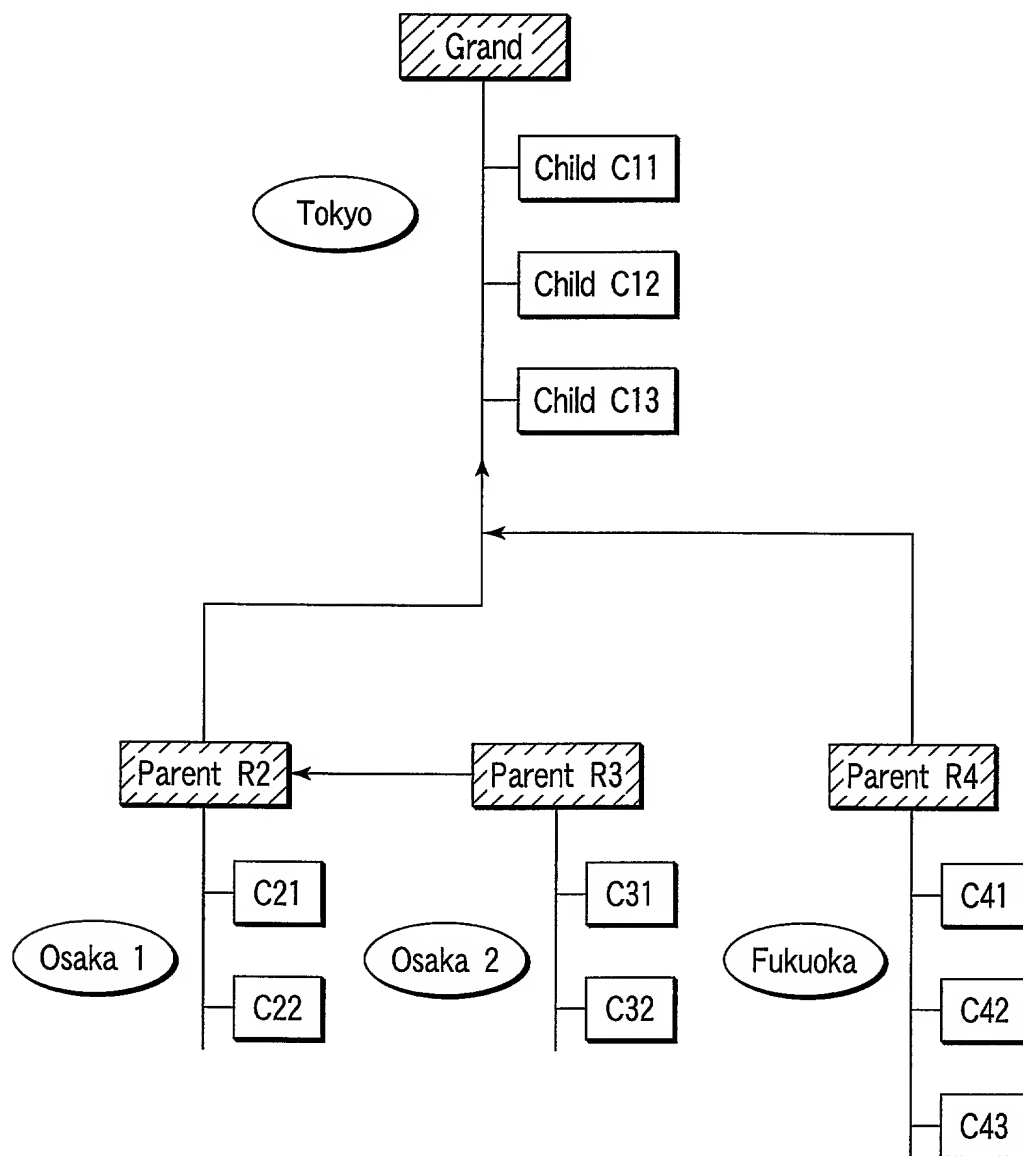 Grand
Child C11
Tokyo
Child C12
Child C13
Parent R2
Parent R3
Parent R4
C21
C31
C41
Osaka 1
Osaka 2
Fukuoka
C22
C32
C42
C43